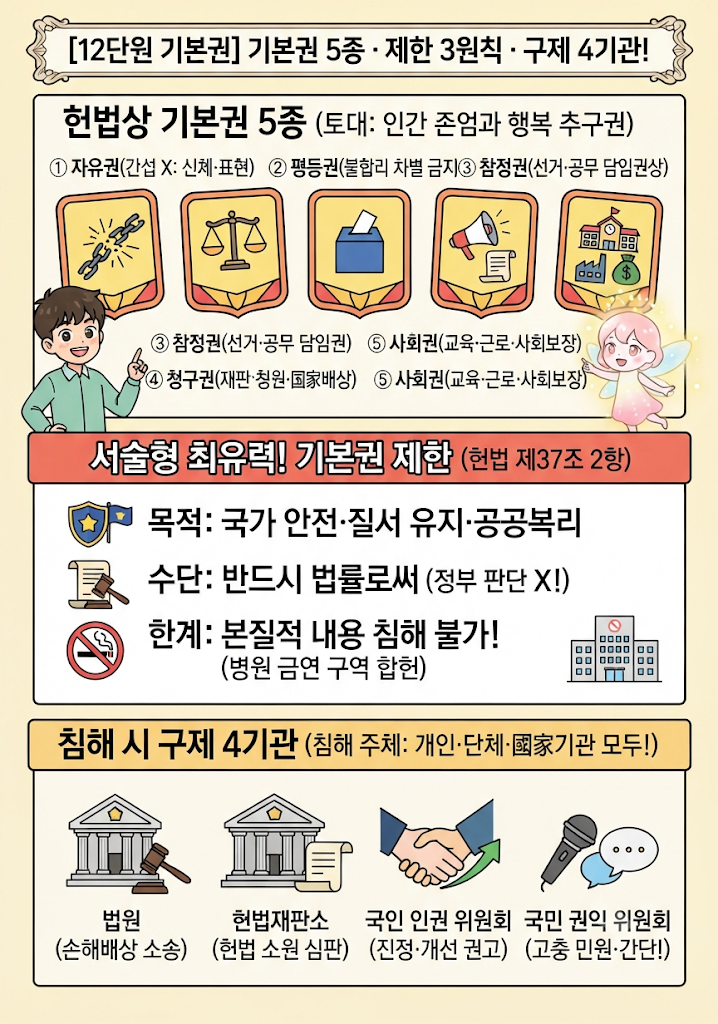 [12단원 기본권] 기본권 5종 · 제한 3원칙 · 구제 4기관!
헌법상 기본권 5종 (토대: 인간 존엄과 행복 추구권)
① 자유권(간섭 X: 신체·표현) ② 평등권(불합리 차별 금지③ 참정권(선거·공무 담임권상)
③ 참정권(선거·공무 담임권) ⑤ 사회권(교육·근로·사회보장)
④ 청구권(재판·청원·国家배상) ⑤ 사회권(교육·근로·사회보장)
서술형 최유력! 기본권 제한 (헌법 제37조 2항)
목적: 국가 안전·질서 유지·공공복리
수단: 반드시 법률로써 (정부 판단 X!)
한계: 본질적 내용 침해 불가!
(병원 금연 구역 합헌)
침해 시 구제 4기관 (침해 주체: 개인·단체·國家기관 모두!)
법원
(손해배상 소송)
헌법재판소
(헌법 소원 심판)
국인 인권 위원회
(진정·개선 권고)
국민 권익 위원회
(고충 민원·간단!)